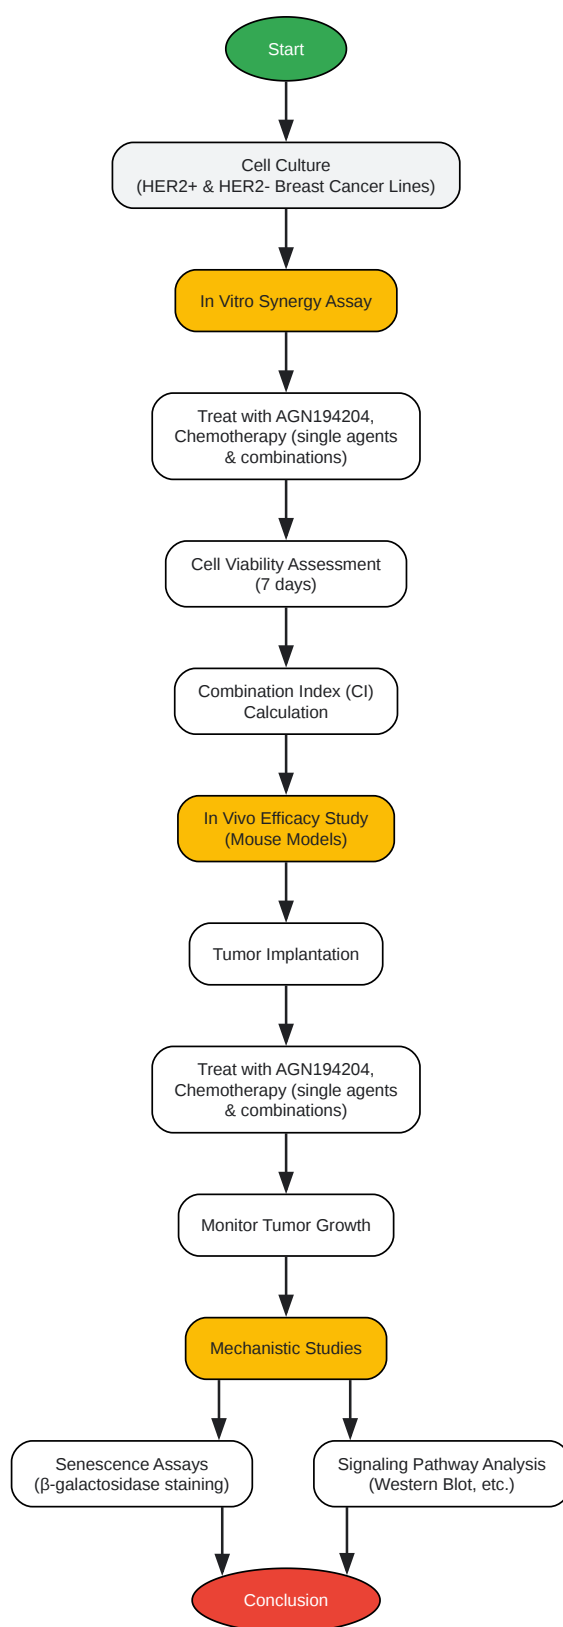 Start
Cell Culture
(HER2+ & HER2- Breast Cancer Lines)
In Vitro Synergy Assay
Treat with AGN194204,
Chemotherapy (single agents
& combinations)
Cell Viability Assessment
(7 days)
Combination Index (CI)
Calculation
In Vivo Efficacy Study
(Mouse Models)
Tumor Implantation
Treat with AGN194204,
Chemotherapy (single agents
& combinations)
Monitor Tumor Growth
Mechanistic Studies
Senescence Assays
(β-galactosidase staining)
Signaling Pathway Analysis
(Western Blot, etc.)
Conclusion